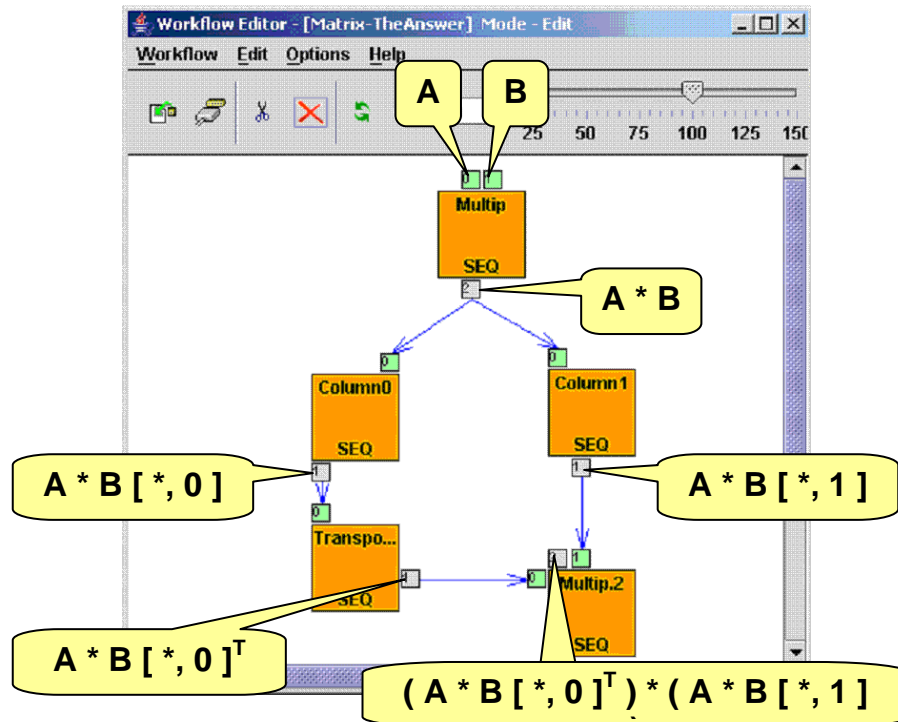 Workflow Editor - [Matrix-TheAnswer] Mode - Edit
Workflow Edit Options Help
A B
25 50 75 100 125 150
0 1
Multip
SEQ
2
A * B
0 0
Column0 Column1
SEQ SEQ
1 1
A * B [ *, 0 ] A * B [ *, 1 ]
0
Transpo...
2 1
1 0
Multip.2
SEQ SEQ
A * B [ *, 0 ]ᵀ
( A * B [ *, 0 ]ᵀ ) * ( A * B [ *, 1 ]
)